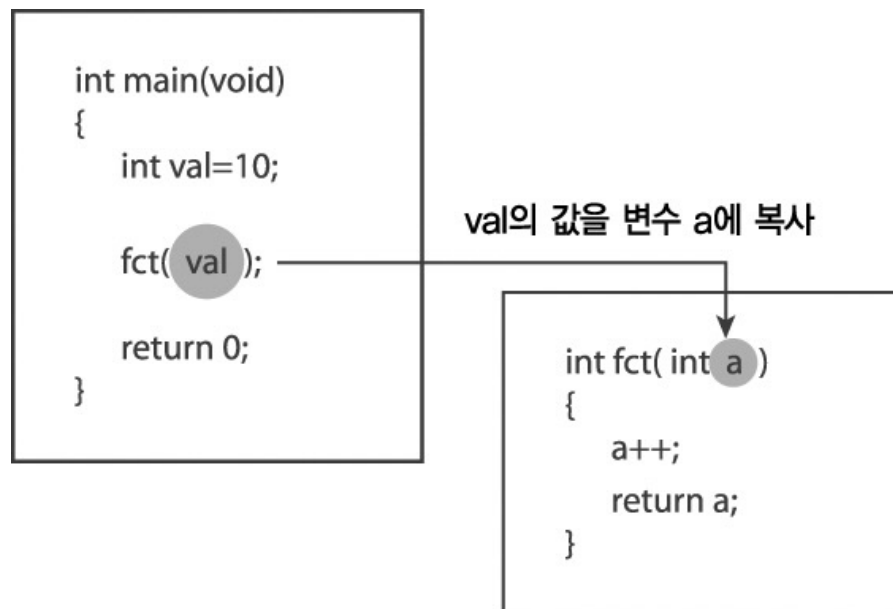 int main(void)
{
int val=10;
fct( val );
return 0;
}
val의 값을 변수 a에 복사
int fct( int a )
{
a++;
return a;
}